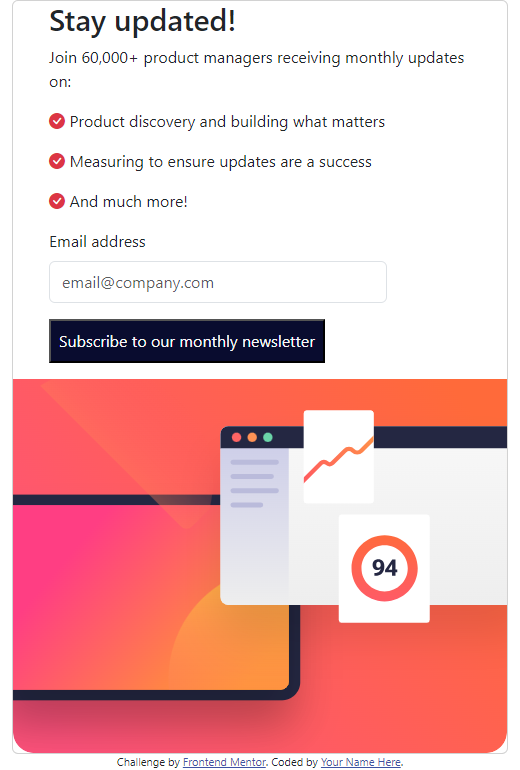 Stay updated!
Join 60,000+ product managers receiving monthly updates
on:
Product discovery and building what matters
Measuring to ensure updates are a success
And much more!
Email address
email@company.com
Subscribe to our monthly newsletter
94
Challenge by Frontend Mentor. Coded by Your Name Here.